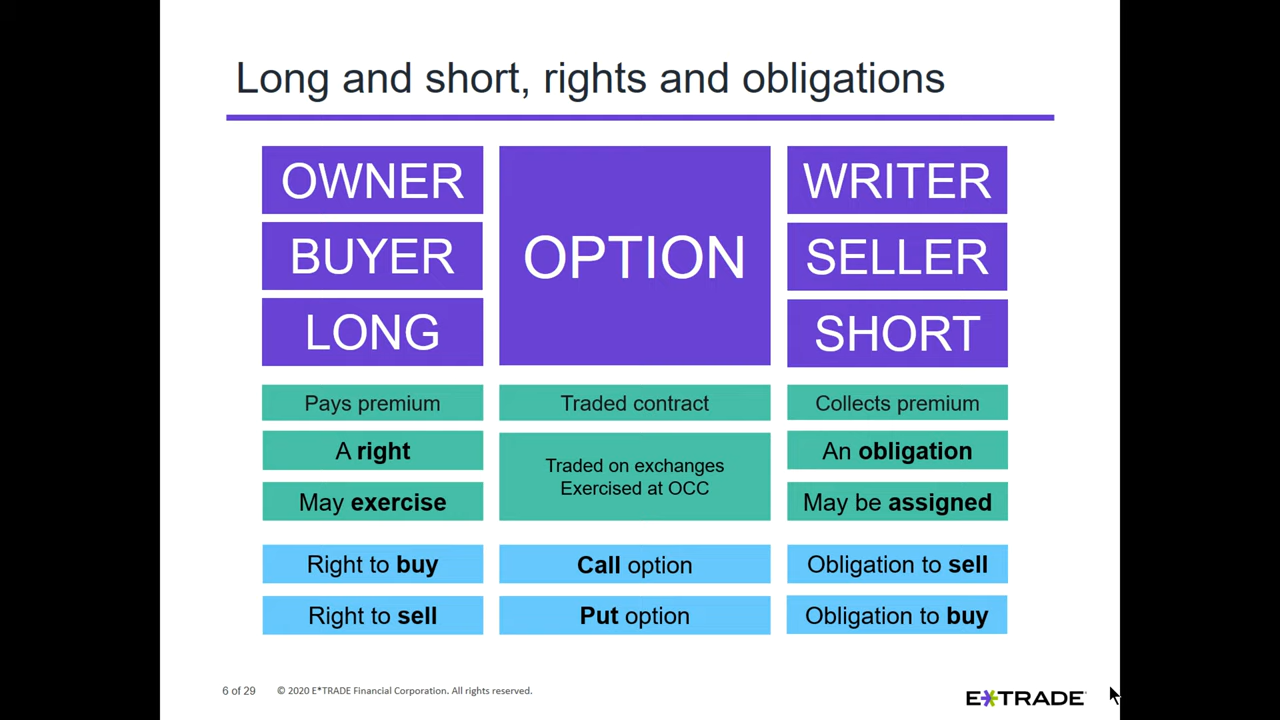 Long and short, rights and obligations
OWNER
OPTION
WRITER
BUYER
SELLER
LONG
SHORT
Pays premium
Traded contract
Collects premium
A right
Traded on exchanges
Exercised at OCC
An obligation
May exercise
May be assigned
Right to buy
Call option
Obligation to sell
Right to sell
Put option
Obligation to buy
6 of 29
© 2020 E*TRADE Financial Corporation. All rights reserved.
E*TRADE